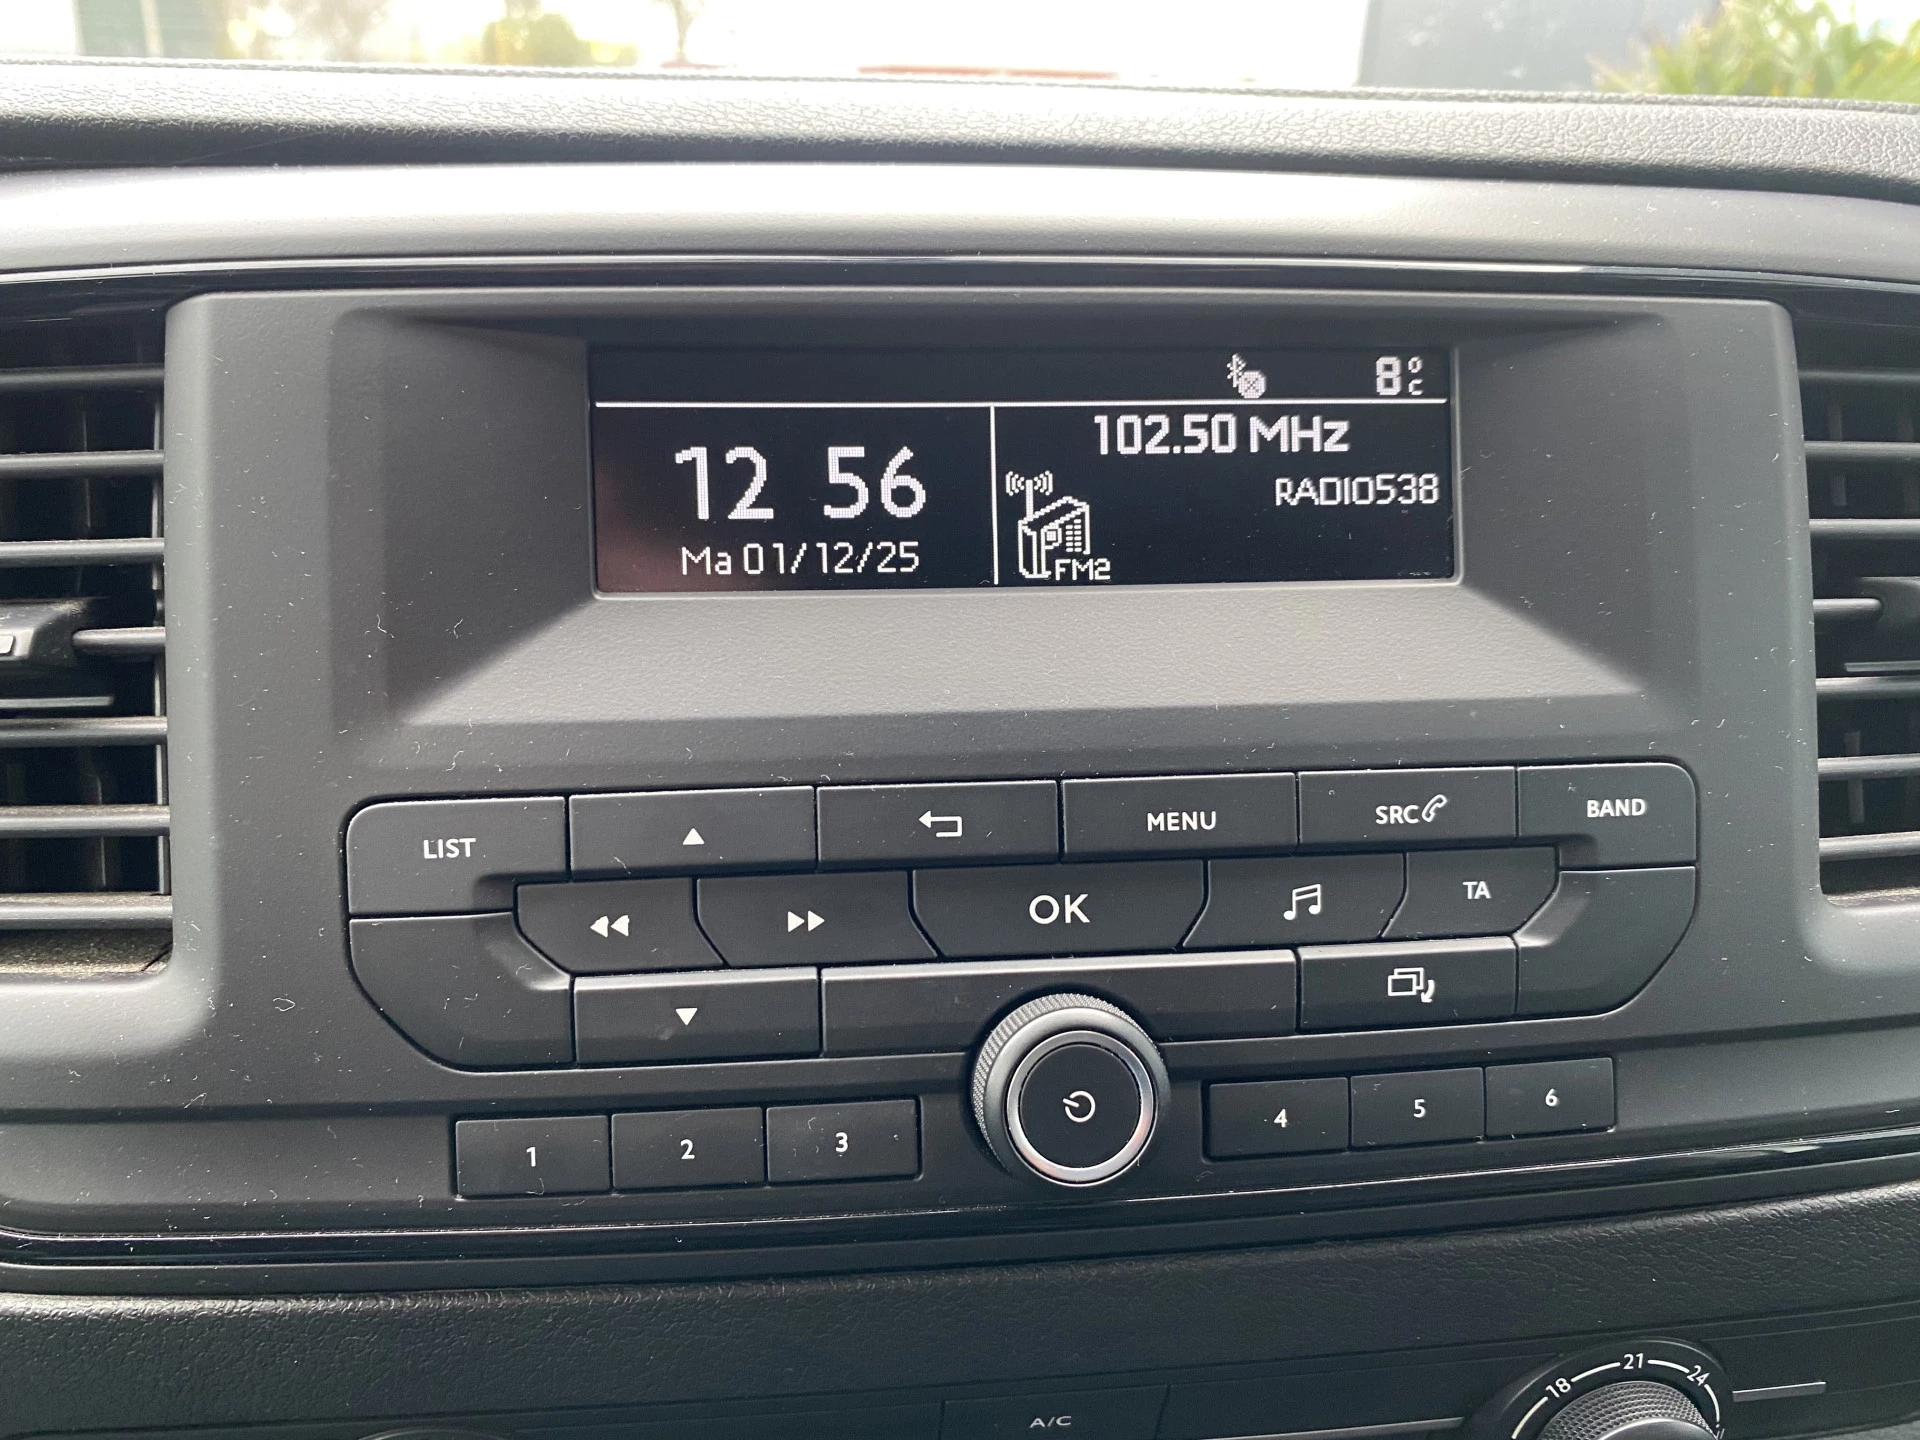 8°C
12 56
Ma 01/12/25
102.50 MHz
RADIO538
FM2
LIST
MENU
SRC
BAND
OK
TA
1
2
3
4
5
6
18
21
24
A/C